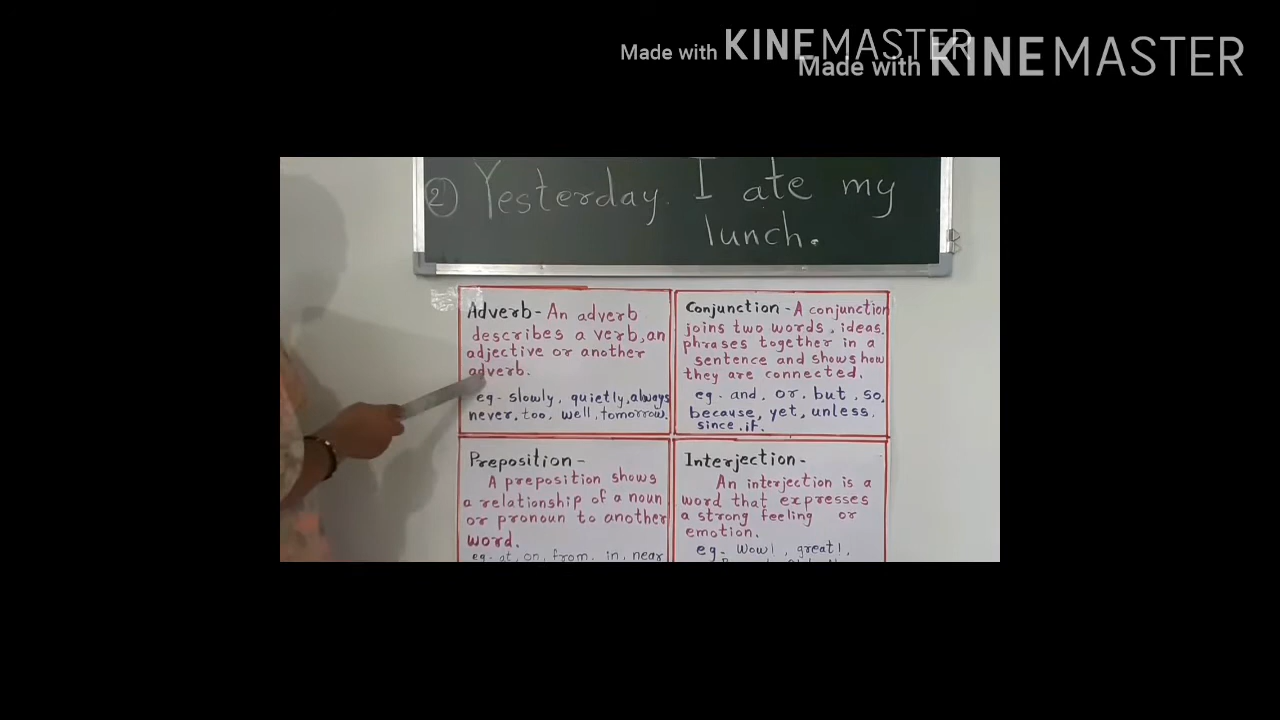 Made with KINEMASTER
Made with KINEMASTER
2 Yesterday. I ate my
lunch.
Adverb - An adverb
describes a verb, an
adjective or another
adverb.
eg - slowly, quietly, always
never, too, well, tomorrow.
Conjunction - A conjunction
joins two words, ideas,
phrases together in a
sentence and shows how
they are connected.
eg - and, or, but, so,
because, yet, unless,
since, if.
Preposition -
A preposition shows
a relationship of a noun
or pronoun to another
word.
eg - at, on, from, in, near
Interjection -
An interjection is a
word that expresses
a strong feeling or
emotion.
eg - Wow!, great!,